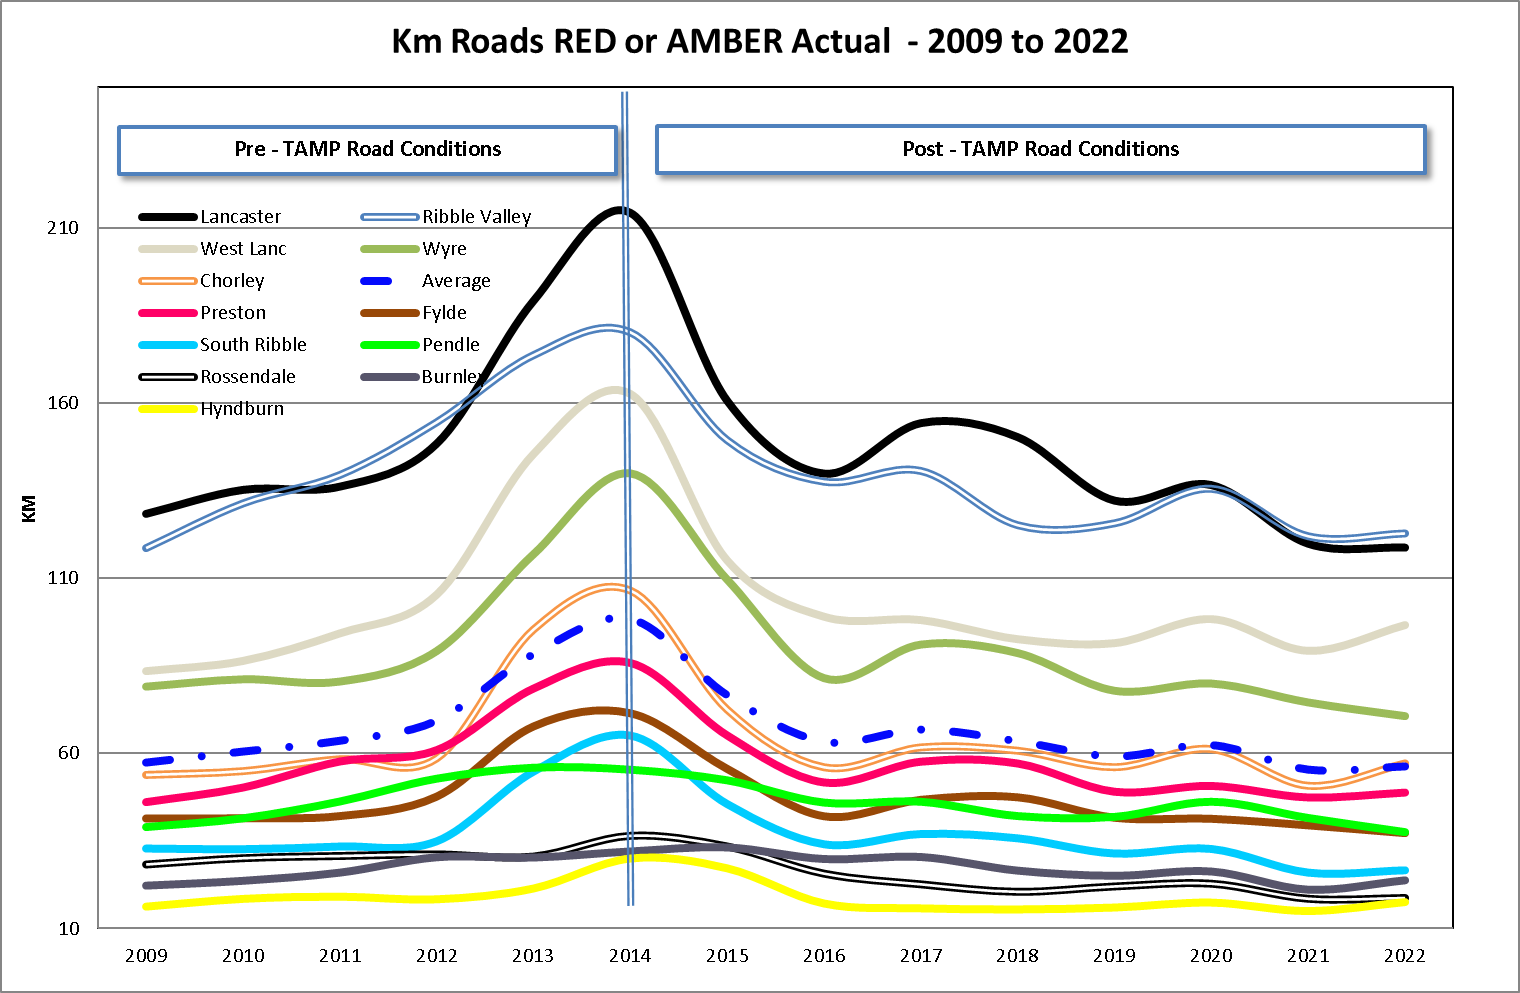 Km Roads RED or AMBER Actual - 2009 to 2022
Pre - TAMP Road Conditions
Post - TAMP Road Conditions
Lancaster
Ribble Valley
West Lanc
Wyre
Chorley
Average
Preston
Fylde
South Ribble
Pendle
Rossendale
Burnley
Hyndburn
KM
210
160
110
60
10
2009 2010 2011 2012 2013 2014 2015 2016 2017 2018 2019 2020 2021 2022